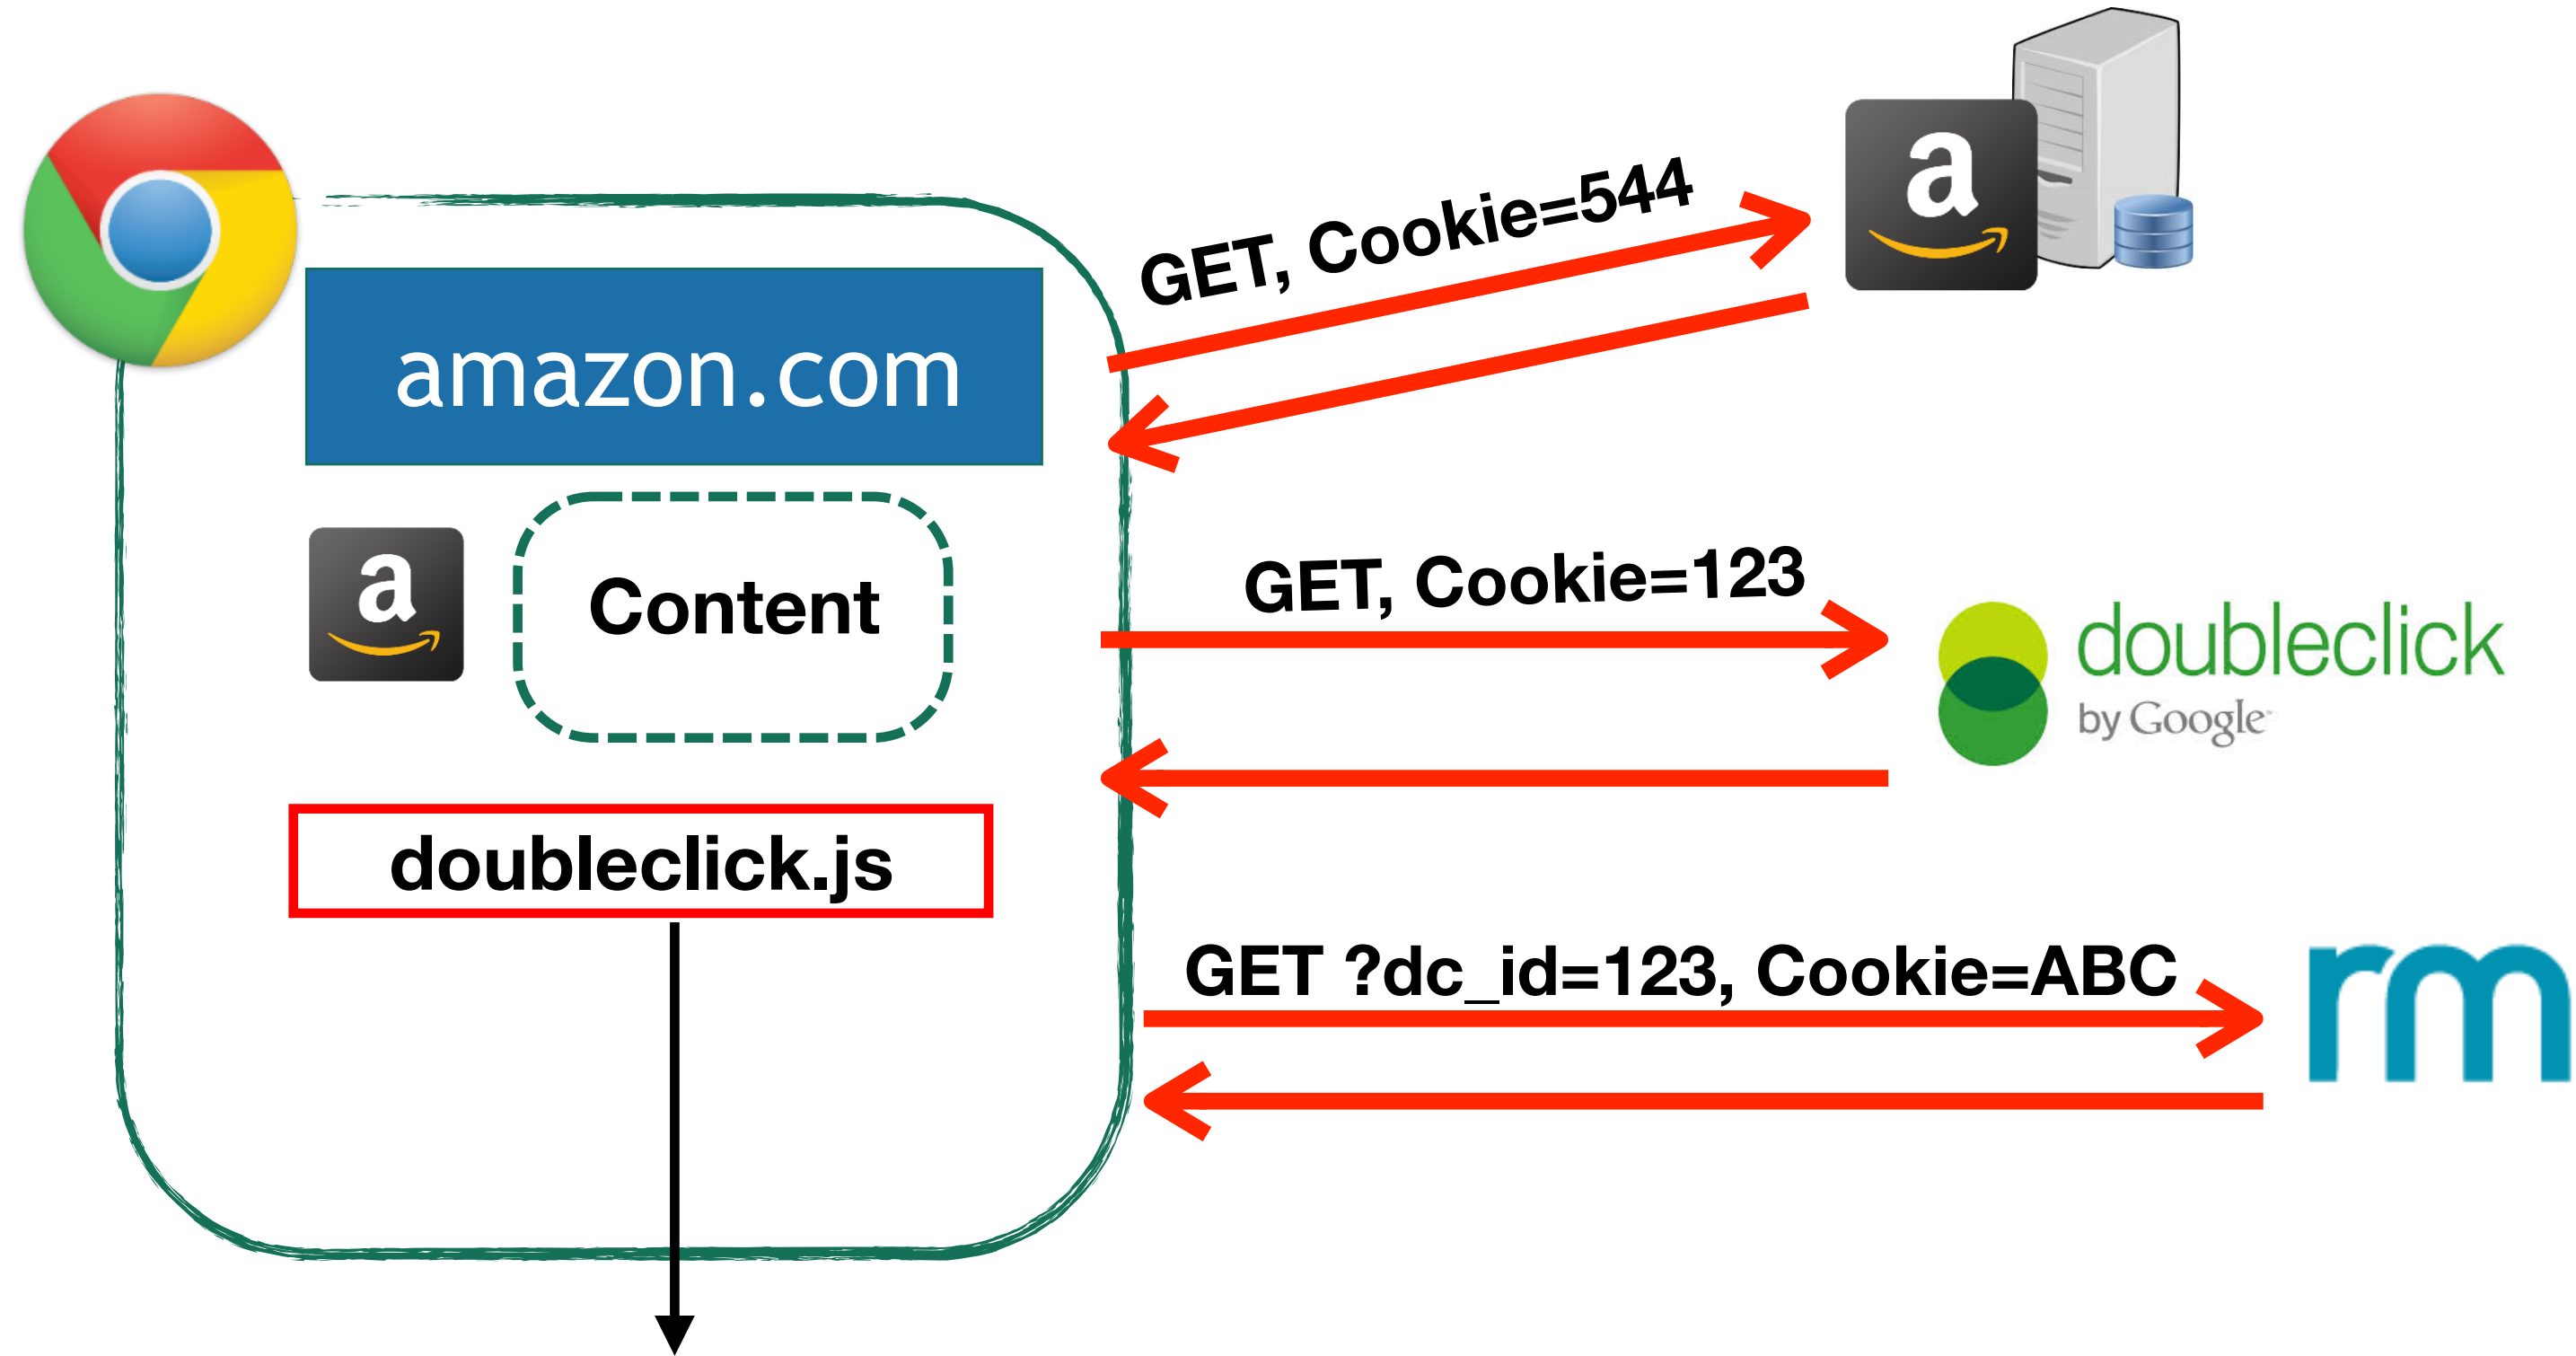 amazon.com
a
a
Content
doubleclick.js
GET, Cookie=544
GET, Cookie=123
doubleclick
by Google
GET ?dc_id=123, Cookie=ABC
rm